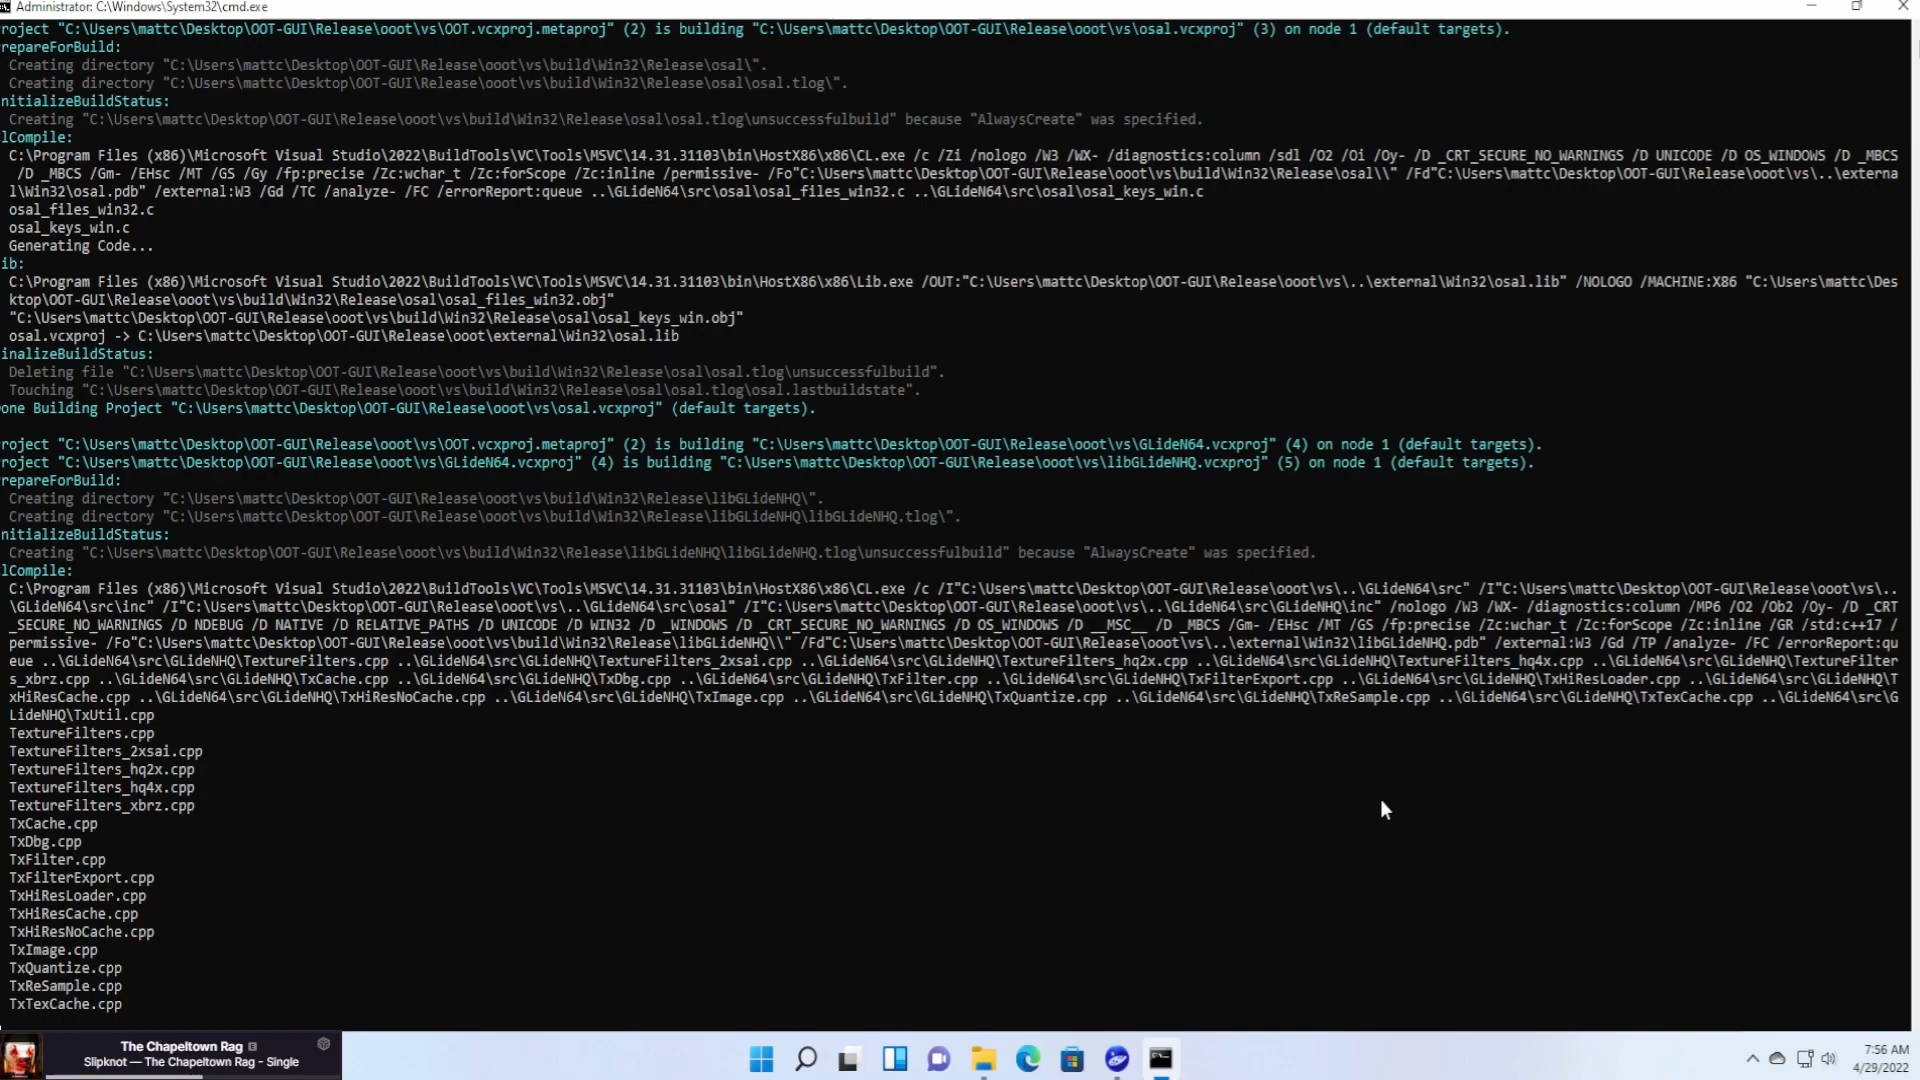 Administrator: C:\Windows\System32\cmd.exe
roject "C:\Users\mattc\Desktop\OOT-GUI\Release\ooot\vs\OOT.vcxproj.metaproj" (2) is building "C:\Users\mattc\Desktop\OOT-GUI\Release\ooot\vs\osal.vcxproj" (3) on node 1 (default targets).
repareForBuild:
Creating directory "C:\Users\mattc\Desktop\OOT-GUI\Release\ooot\vs\build\Win32\Release\osal\".
Creating directory "C:\Users\mattc\Desktop\OOT-GUI\Release\ooot\vs\build\Win32\Release\osal\osal.tlog\".
nitializeBuildStatus:
Creating "C:\Users\mattc\Desktop\OOT-GUI\Release\ooot\vs\build\Win32\Release\osal\osal.tlog\unsuccessfulbuild" because "AlwaysCreate" was specified.
lCompile:
C:\Program Files (x86)\Microsoft Visual Studio\2022\BuildTools\VC\Tools\MSVC\14.31.31103\bin\HostX86\x86\CL.exe /c /Zi /nologo /W3 /WX- /diagnostics:column /sdl /O2 /Oi /Oy- /D _CRT_SECURE_NO_WARNINGS /D UNICODE /D OS_WINDOWS /D _MBCS
/D _MBCS /Gm- /EHsc /MT /GS /Gy /fp:precise /Zc:wchar_t /Zc:forScope /Zc:inline /permissive- /Fo"C:\Users\mattc\Desktop\OOT-GUI\Release\ooot\vs\build\Win32\Release\osal\\" /Fd"C:\Users\mattc\Desktop\OOT-GUI\Release\ooot\vs\..\externa
l\Win32\osal.pdb" /external:W3 /Gd /TC /analyze- /FC /errorReport:queue ..\GLideN64\src\osal\osal_files_win32.c ..\GLideN64\src\osal\osal_keys_win.c
osal_files_win32.c
osal_keys_win.c
Generating Code...
ib:
C:\Program Files (x86)\Microsoft Visual Studio\2022\BuildTools\VC\Tools\MSVC\14.31.31103\bin\HostX86\x86\Lib.exe /OUT:"C:\Users\mattc\Desktop\OOT-GUI\Release\ooot\vs\..\external\Win32\osal.lib" /NOLOGO /MACHINE:X86 "C:\Users\mattc\Des
ktop\OOT-GUI\Release\ooot\vs\build\Win32\Release\osal\osal_files_win32.obj"
"C:\Users\mattc\Desktop\OOT-GUI\Release\ooot\vs\build\Win32\Release\osal\osal_keys_win.obj"
osal.vcxproj -> C:\Users\mattc\Desktop\OOT-GUI\Release\ooot\external\Win32\osal.lib
inalizeBuildStatus:
Deleting file "C:\Users\mattc\Desktop\OOT-GUI\Release\ooot\vs\build\Win32\Release\osal\osal.tlog\unsuccessfulbuild".
Touching "C:\Users\mattc\Desktop\OOT-GUI\Release\ooot\vs\build\Win32\Release\osal\osal.tlog\osal.lastbuildstate".
one Building Project "C:\Users\mattc\Desktop\OOT-GUI\Release\ooot\vs\osal.vcxproj" (default targets).
roject "C:\Users\mattc\Desktop\OOT-GUI\Release\ooot\vs\OOT.vcxproj.metaproj" (2) is building "C:\Users\mattc\Desktop\OOT-GUI\Release\ooot\vs\GLideN64.vcxproj" (4) on node 1 (default targets).
roject "C:\Users\mattc\Desktop\OOT-GUI\Release\ooot\vs\GLideN64.vcxproj" (4) is building "C:\Users\mattc\Desktop\OOT-GUI\Release\ooot\vs\libGLideNHQ.vcxproj" (5) on node 1 (default targets).
repareForBuild:
Creating directory "C:\Users\mattc\Desktop\OOT-GUI\Release\ooot\vs\build\Win32\Release\libGLideNHQ\".
Creating directory "C:\Users\mattc\Desktop\OOT-GUI\Release\ooot\vs\build\Win32\Release\libGLideNHQ\libGLideNHQ.tlog\".
nitializeBuildStatus:
Creating "C:\Users\mattc\Desktop\OOT-GUI\Release\ooot\vs\build\Win32\Release\libGLideNHQ\libGLideNHQ.tlog\unsuccessfulbuild" because "AlwaysCreate" was specified.
lCompile:
C:\Program Files (x86)\Microsoft Visual Studio\2022\BuildTools\VC\Tools\MSVC\14.31.31103\bin\HostX86\x86\CL.exe /c /I"C:\Users\mattc\Desktop\OOT-GUI\Release\ooot\vs\..\GLideN64\src" /I"C:\Users\mattc\Desktop\OOT-GUI\Release\ooot\vs\..
\GLideN64\src\inc" /I"C:\Users\mattc\Desktop\OOT-GUI\Release\ooot\vs\..\GLideN64\src\osal" /I"C:\Users\mattc\Desktop\OOT-GUI\Release\ooot\vs\..\GLideN64\src\GLideNHQ\inc" /nologo /W3 /WX- /diagnostics:column /MP6 /O2 /Ob2 /Oy- /D _CRT
_SECURE_NO_WARNINGS /D NDEBUG /D NATIVE /D RELATIVE_PATHS /D UNICODE /D WIN32 /D _WINDOWS /D _CRT_SECURE_NO_WARNINGS /D OS_WINDOWS /D __MSC__ /D _MBCS /Gm- /EHsc /MT /GS /fp:precise /Zc:wchar_t /Zc:forScope /Zc:inline /GR /std:c++17 /
permissive- /Fo"C:\Users\mattc\Desktop\OOT-GUI\Release\ooot\vs\build\Win32\Release\libGLideNHQ\\" /Fd"C:\Users\mattc\Desktop\OOT-GUI\Release\ooot\vs\..\external\Win32\libGLideNHQ.pdb" /external:W3 /Gd /TP /analyze- /FC /errorReport:qu
eue ..\GLideN64\src\GLideNHQ\TextureFilters.cpp ..\GLideN64\src\GLideNHQ\TextureFilters_2xsai.cpp ..\GLideN64\src\GLideNHQ\TextureFilters_hq2x.cpp ..\GLideN64\src\GLideNHQ\TextureFilters_hq4x.cpp ..\GLideN64\src\GLideNHQ\TextureFilter
s_xbrz.cpp ..\GLideN64\src\GLideNHQ\TxCache.cpp ..\GLideN64\src\GLideNHQ\TxDbg.cpp ..\GLideN64\src\GLideNHQ\TxFilter.cpp ..\GLideN64\src\GLideNHQ\TxFilterExport.cpp ..\GLideN64\src\GLideNHQ\TxHiResLoader.cpp ..\GLideN64\src\GLideNHQ\T
xHiResCache.cpp ..\GLideN64\src\GLideNHQ\TxHiResNoCache.cpp ..\GLideN64\src\GLideNHQ\TxImage.cpp ..\GLideN64\src\GLideNHQ\TxQuantize.cpp ..\GLideN64\src\GLideNHQ\TxReSample.cpp ..\GLideN64\src\GLideNHQ\TxTexCache.cpp ..\GLideN64\src\G
LideNHQ\TxUtil.cpp
TextureFilters.cpp
TextureFilters_2xsai.cpp
TextureFilters_hq2x.cpp
TextureFilters_hq4x.cpp
TextureFilters_xbrz.cpp
TxCache.cpp
TxDbg.cpp
TxFilter.cpp
TxFilterExport.cpp
TxHiResLoader.cpp
TxHiResCache.cpp
TxHiResNoCache.cpp
TxImage.cpp
TxQuantize.cpp
TxReSample.cpp
TxTexCache.cpp
The Chapeltown Rag E
Slipknot — The Chapeltown Rag - Single
7:56 AM
4/29/2022